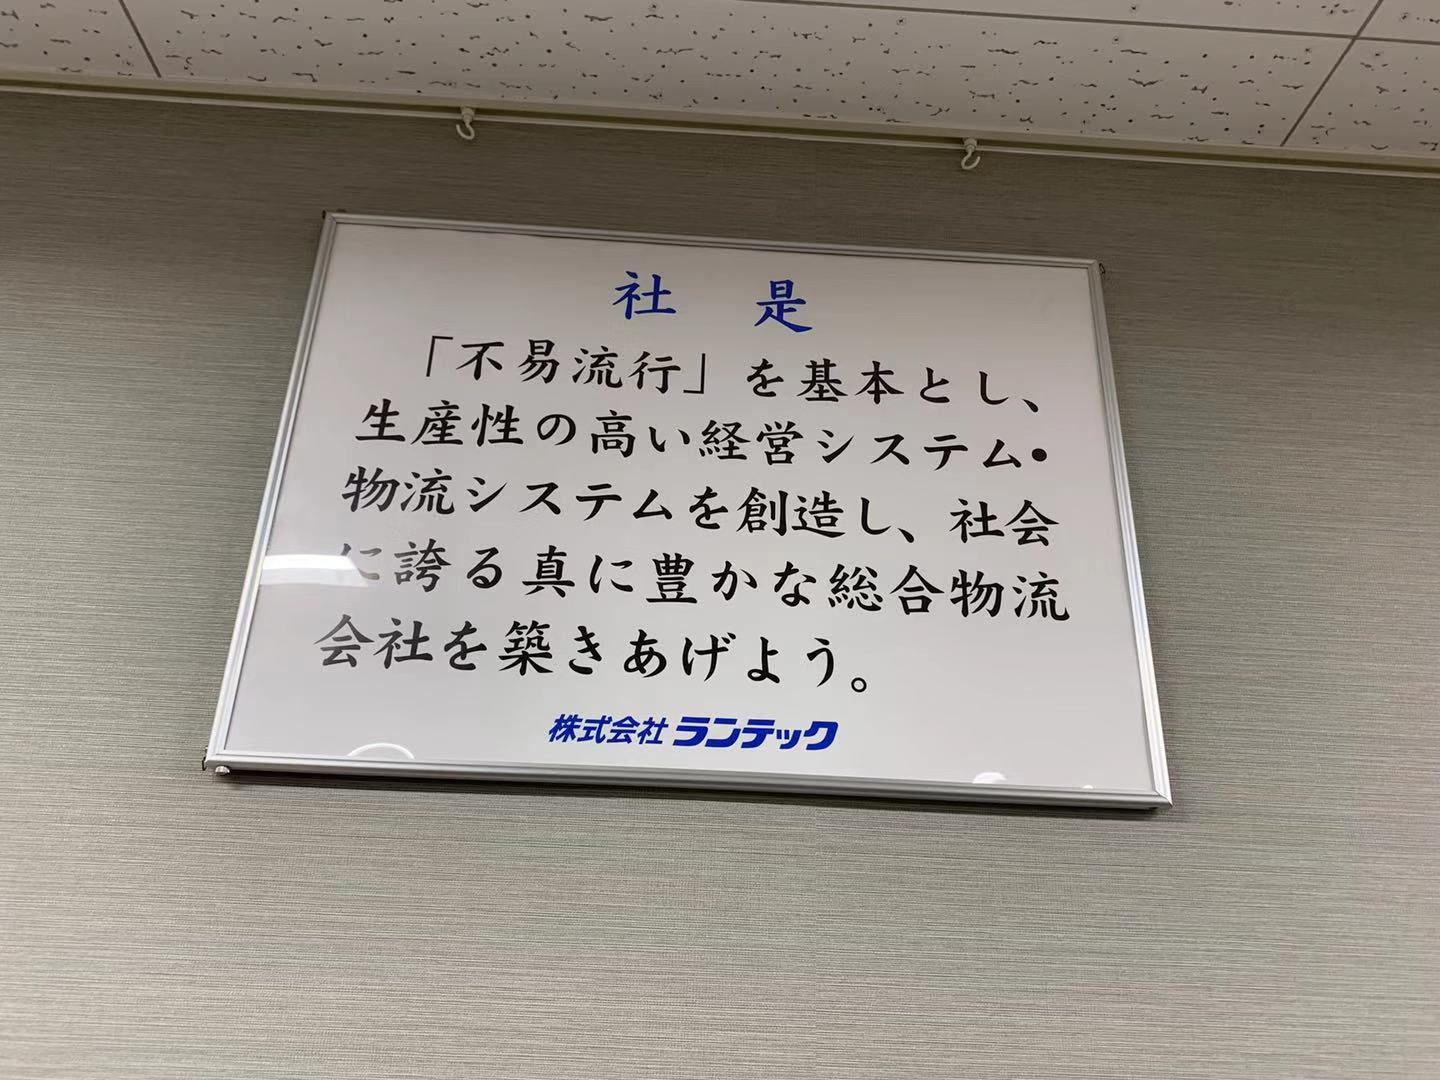 社是
「不易流行」を基本とし、
生産性の高い経営システム・
物流システムを創造し、社会
に誇る真に豊かな総合物流
会社を築きあげよう。
株式会社ランテック